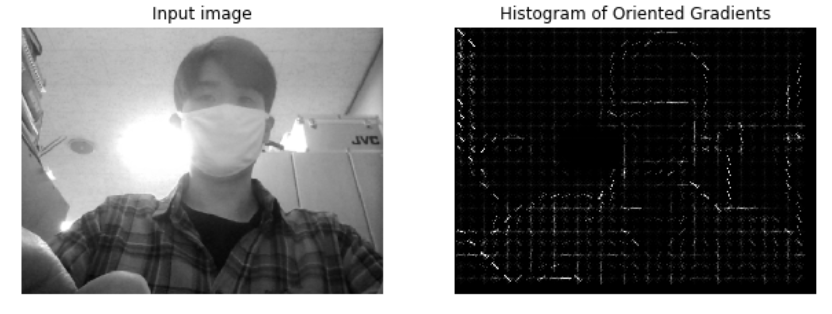 Input image
Histogram of Oriented Gradients
JVC